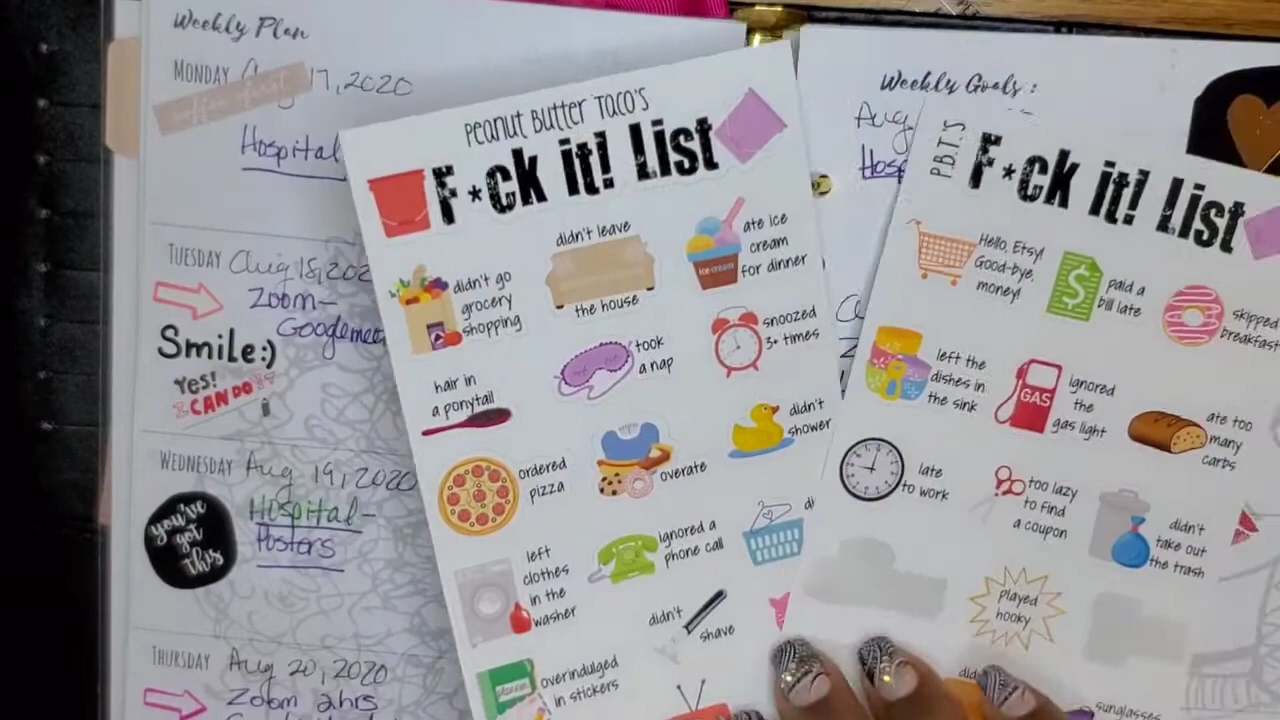 Weekly Plan
MONDAY Aug 17, 2020
coffee first
Hospital
TUESDAY Aug 18, 202
Zoom-
Googlemeet
Smile:)
Yes!
I CAN DO IT
WEDNESDAY Aug 19, 2020
Hospital-
Posters
you've
got
this
THURSDAY Aug 20, 2020
Zoom 2hrs
Peanut Butter Taco's
F*ck it! List
didn't go
grocery
shopping
didn't leave
the house
ice cream
ate ice
cream
for dinner
hair in
a ponytail
took
a nap
snoozed
3+ times
ordered
pizza
overate
didn't
shower
left
clothes
in the
washer
ignored a
phone call
didn't
shave
overindulged
in stickers
planner
Weekly Goals:
Aug
Hosp
P.B.T.'s
F*ck it! List
Hello, Etsy!
Good-bye,
money!
paid a
bill late
skipped
breakfast
left the
dishes in
the sink
GAS
ignored
the
gas light
ate too
many
carbs
late
to work
too lazy
to find
a coupon
didn't
take out
the trash
played
hooky
sunglasses